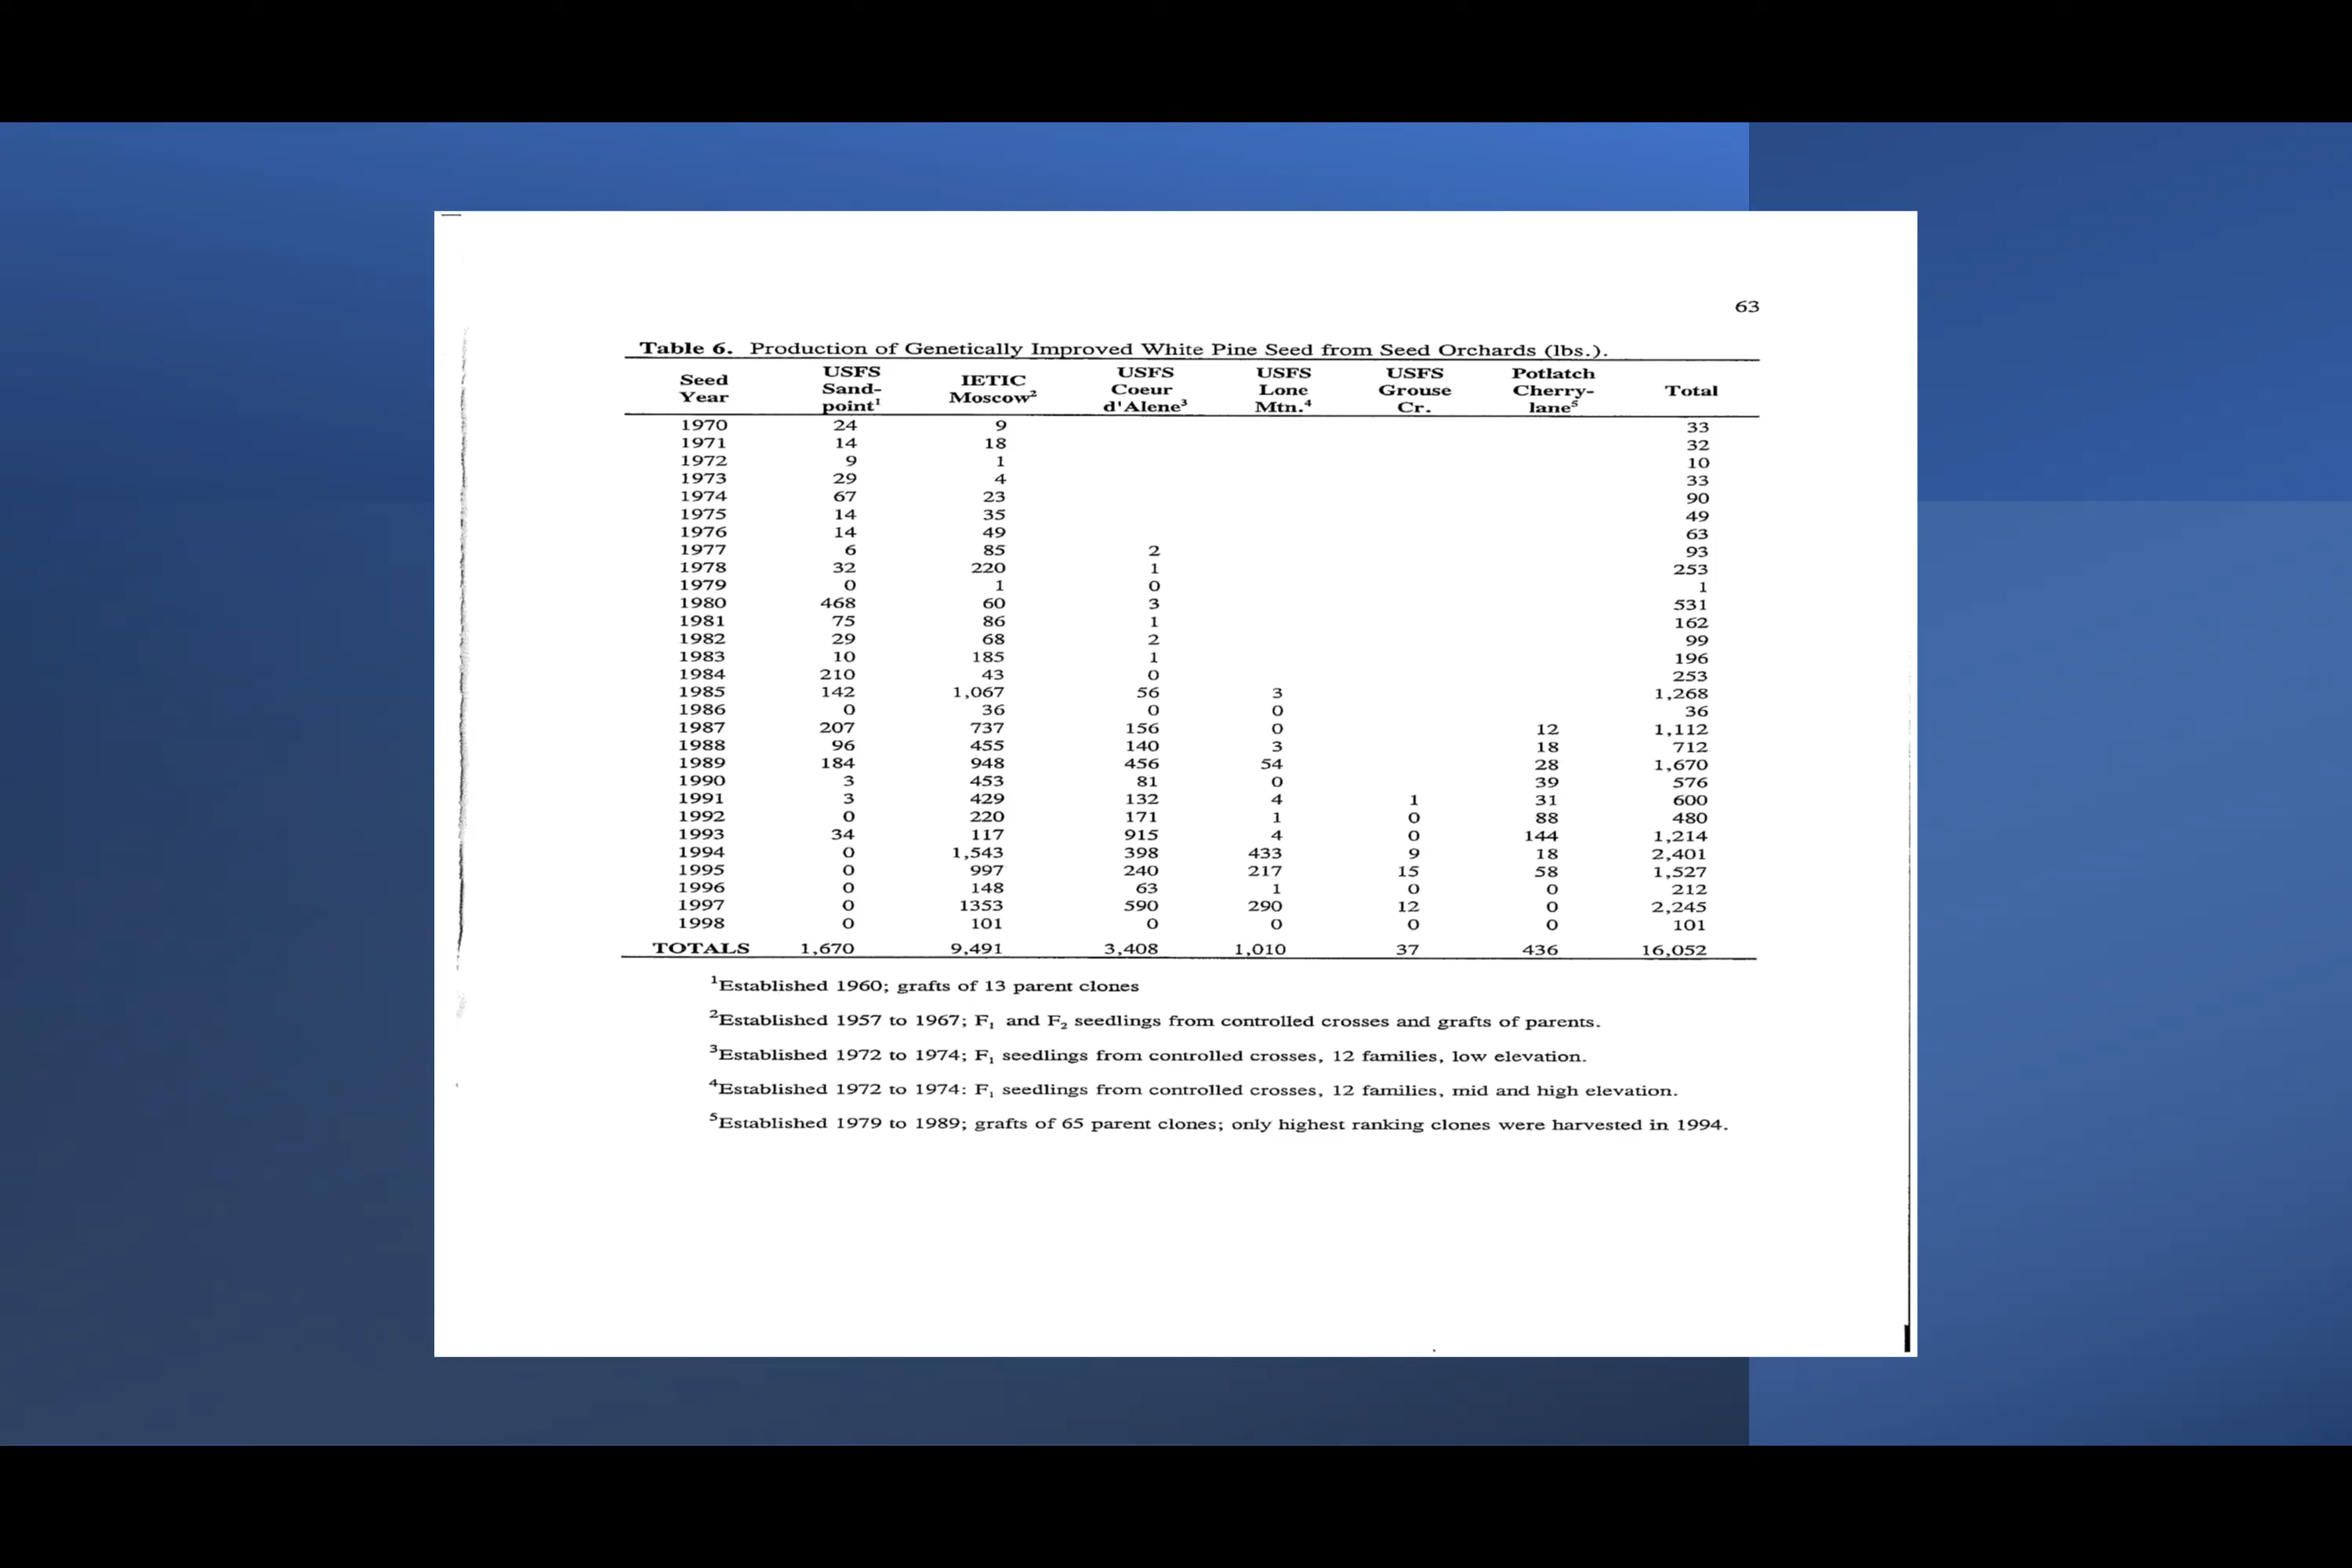 63
Table 6. Production of Genetically Improved White Pine Seed from Seed Orchards (lbs.).
Seed Year USFS Sand-point¹ IETIC Moscow² USFS Coeur d'Alene³ USFS Lone Mtn.⁴ USFS Grouse Cr. Potlatch Cherry-lane⁵ Total
1970 24 9 33
1971 14 18 32
1972 9 1 10
1973 29 4 33
1974 67 23 90
1975 14 35 49
1976 14 49 63
1977 6 85 2 93
1978 32 220 1 253
1979 0 1 0 1
1980 468 60 3 531
1981 75 86 1 162
1982 29 68 2 99
1983 10 185 1 196
1984 210 43 0 253
1985 142 1,067 56 3 1,268
1986 0 36 0 0 36
1987 207 737 156 0 12 1,112
1988 96 455 140 3 18 712
1989 184 948 456 54 28 1,670
1990 3 453 81 0 39 576
1991 3 429 132 4 1 31 600
1992 0 220 171 1 0 88 480
1993 34 117 915 4 0 144 1,214
1994 0 1,543 398 433 9 18 2,401
1995 0 997 240 217 15 58 1,527
1996 0 148 63 1 0 0 212
1997 0 1353 590 290 12 0 2,245
1998 0 101 0 0 0 0 101
TOTALS 1,670 9,491 3,408 1,010 37 436 16,052
¹Established 1960; grafts of 13 parent clones
²Established 1957 to 1967; F₁ and F₂ seedlings from controlled crosses and grafts of parents.
³Established 1972 to 1974; F₁ seedlings from controlled crosses, 12 families, low elevation.
⁴Established 1972 to 1974: F₁ seedlings from controlled crosses, 12 families, mid and high elevation.
⁵Established 1979 to 1989; grafts of 65 parent clones; only highest ranking clones were harvested in 1994.